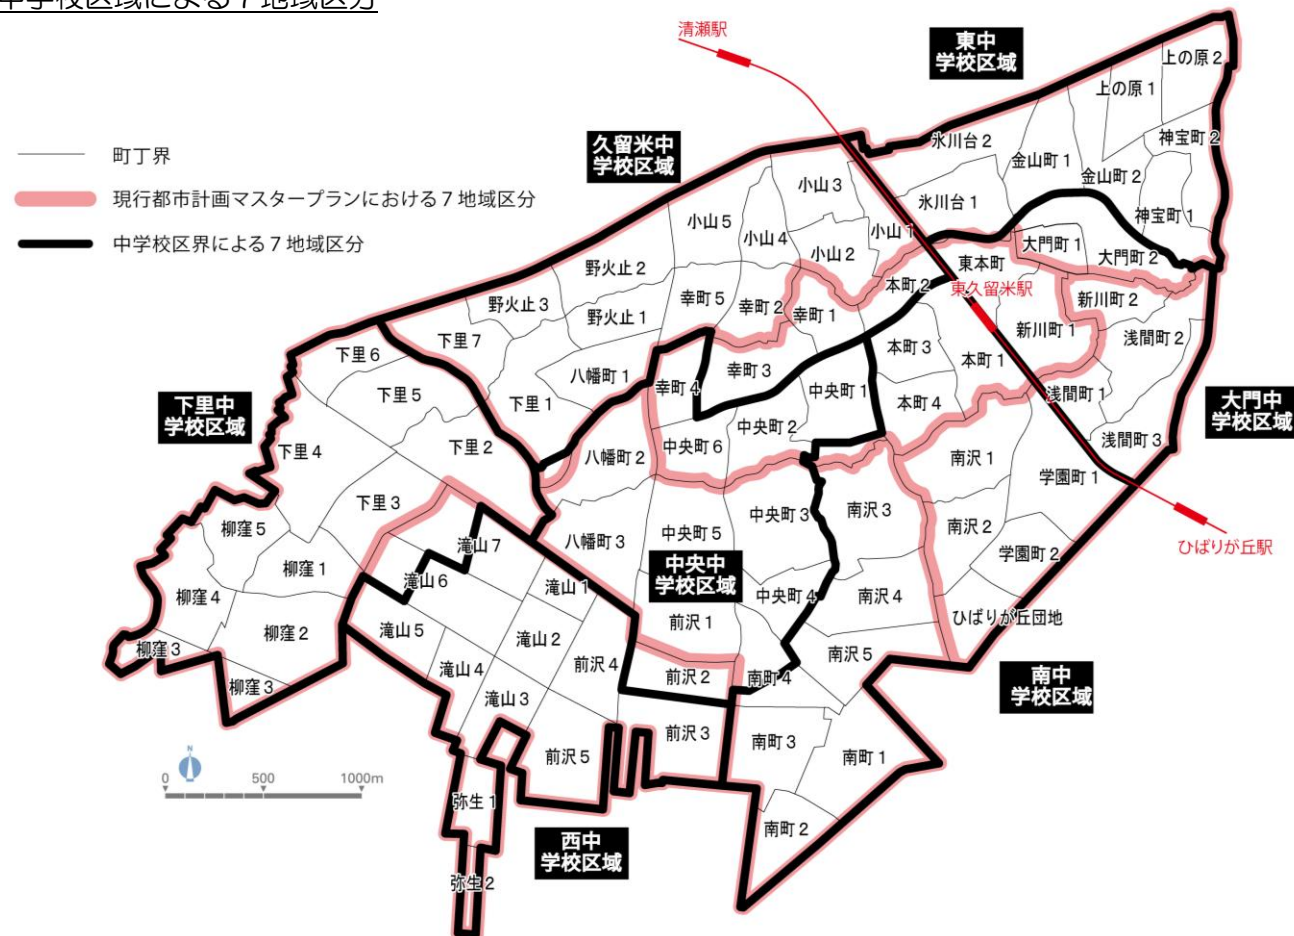 中学校区域による７地域区分
清瀬駅
東中
学校区域
上の原 2
上の原 1
久留米中
学校区域
氷川台 2
神宝町 2
町丁界
金山町 1
小山 3
金山町 2
現行都市計画マスタープランにおける７地域区分
氷川台 1
神宝町 1
小山 5
小山 4
小山 1
中学校区界による７地域区分
小山 2
大門町 1
大門町 2
東本町
野火止 2
本町 2
東久留米駅
新川町 2
野火止 3
幸町 5
幸町 2
幸町 1
野火止 1
新川町 1
浅間町 2
下里 7
下里 6
本町 3
本町 1
八幡町 1
幸町 3
幸町 4
中央町 1
浅間町 1
下里 5
下里 1
本町 4
下里中
学校区域
大門中
学校区域
中央町 2
浅間町 3
下里 2
八幡町 2
中央町 6
下里 4
南沢 1
学園町 1
下里 3
中央町 3
南沢 3
柳窪 5
南沢 2
中央町 5
八幡町 3
滝山 7
ひばりが丘駅
学園町 2
柳窪 1
滝山 6
中央中
学校区域
滝山 1
中央町 4
南沢 4
柳窪 4
ひばりが丘団地
前沢 1
滝山 5
柳窪 2
滝山 2
柳窪 3
南沢 5
前沢 4
滝山 4
前沢 2
南町 4
南中
学校区域
柳窪 3
滝山 3
前沢 3
南町 3
前沢 5
南町 1
N
0
500
1000m
弥生 1
南町 2
西中
学校区域
弥生 2